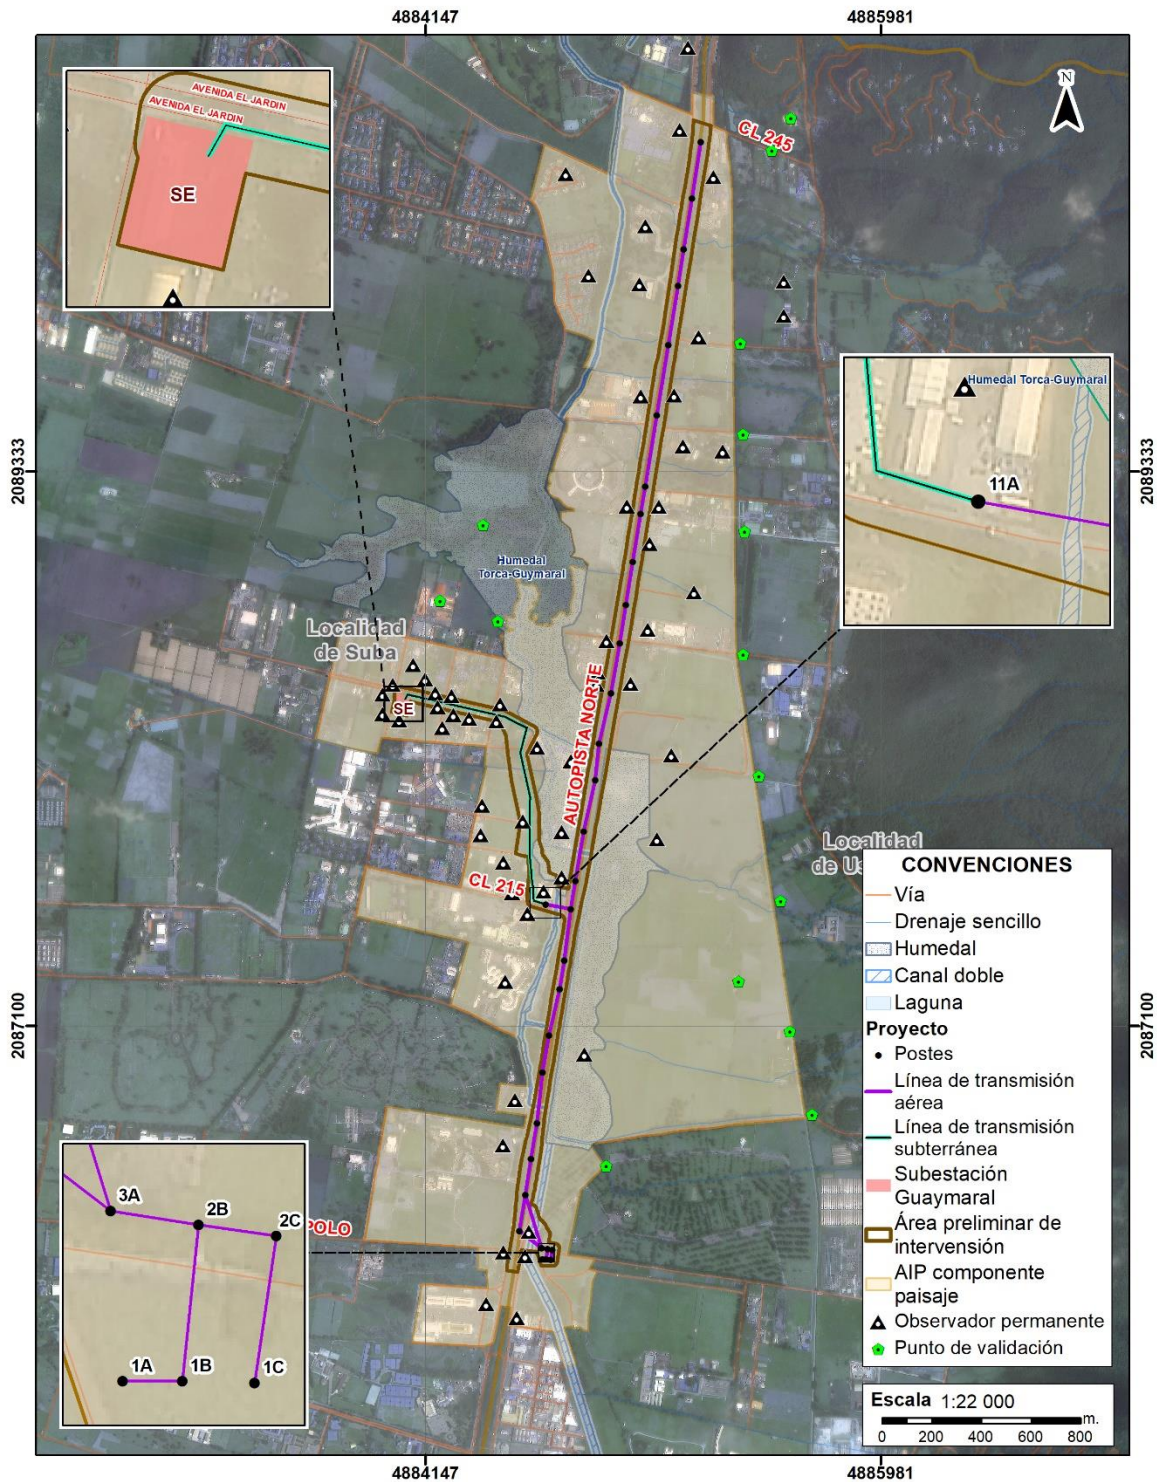 4884147
4885981
N
AVENIDA EL JARDIN
AVENIDA EL JARDIN
SE
CL 245
Humedal Torca-Guymaral
11A
2089333
2089333
Humedal
Torca-Guymaral
Localidad
de Suba
SE
AUTOPISTA NORTE
CL 215
Localidad
de Us
2087100
2087100
3A
2B
2C
POLO
1A
1B
1C
CONVENCIONES
Vía
Drenaje sencillo
Humedal
Canal doble
Laguna
Proyecto
Postes
Línea de transmisión
aérea
Línea de transmisión
subterránea
Subestación
Guaymaral
Área preliminar de
intervención
AIP componente
paisaje
Observador permanente
Punto de validación
Escala 1:22 000
m.
0 200 400 600 800
4884147
4885981